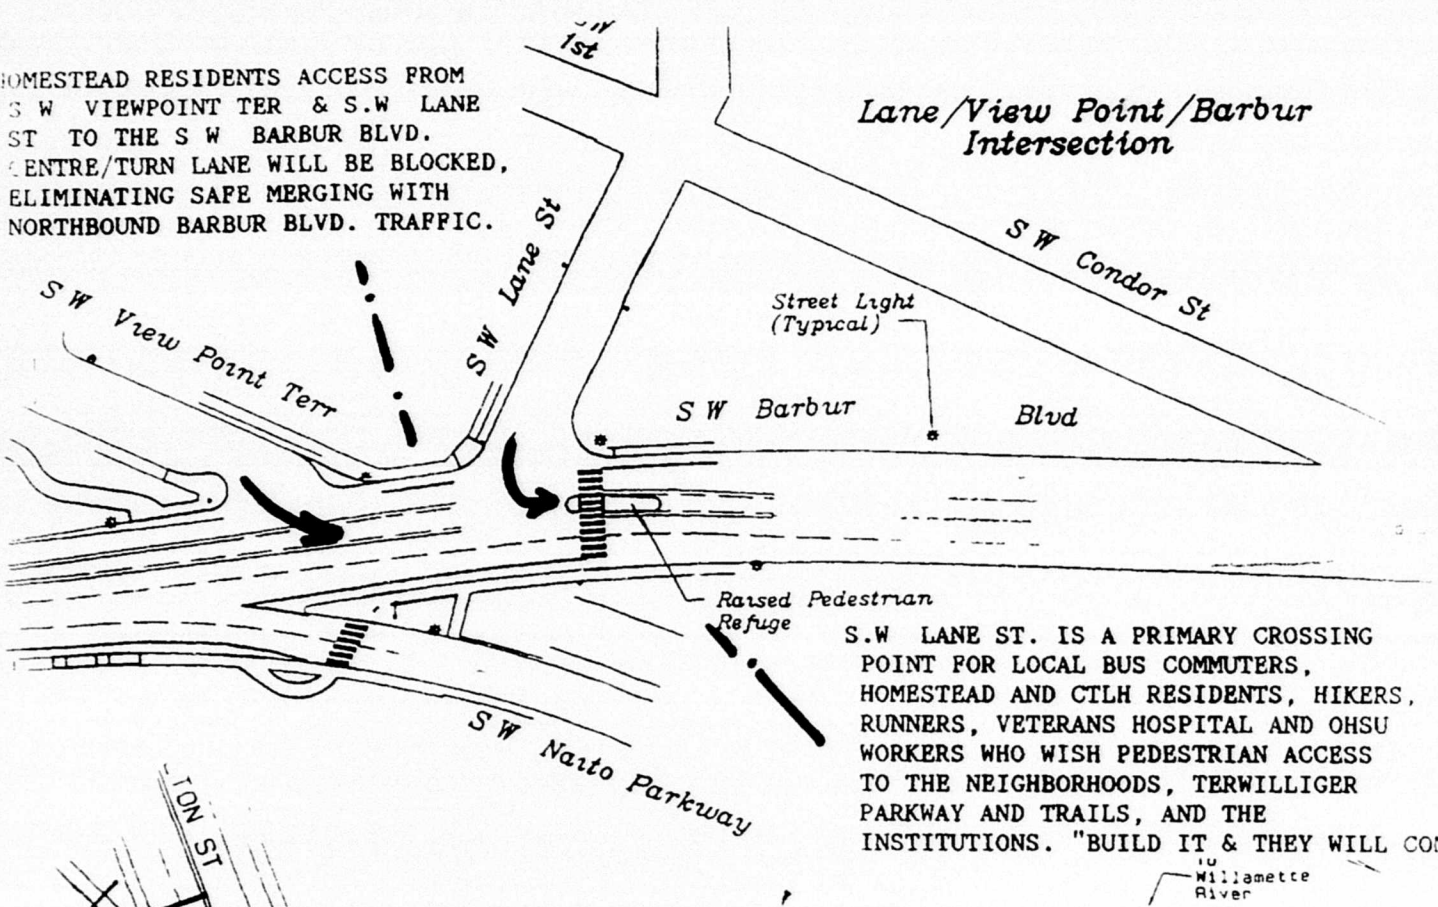 1st
HOMESTEAD RESIDENTS ACCESS FROM
S W VIEWPOINT TER & S.W LANE
ST TO THE S W BARBUR BLVD.
CENTRE/TURN LANE WILL BE BLOCKED,
ELIMINATING SAFE MERGING WITH
NORTHBOUND BARBUR BLVD. TRAFFIC.
Lane/View Point/Barbur
Intersection
S W Lane St
S W Condor St
S W View Point Terr
Street Light
(Typical)
S W Barbur Blvd
Raised Pedestrian
Refuge
S.W LANE ST. IS A PRIMARY CROSSING
POINT FOR LOCAL BUS COMMUTERS,
HOMESTEAD AND CTLH RESIDENTS, HIKERS,
RUNNERS, VETERANS HOSPITAL AND OHSU
WORKERS WHO WISH PEDESTRIAN ACCESS
TO THE NEIGHBORHOODS, TERWILLIGER
PARKWAY AND TRAILS, AND THE
INSTITUTIONS. "BUILD IT & THEY WILL
S W Naito Parkway
TON ST
To
Willamette
River